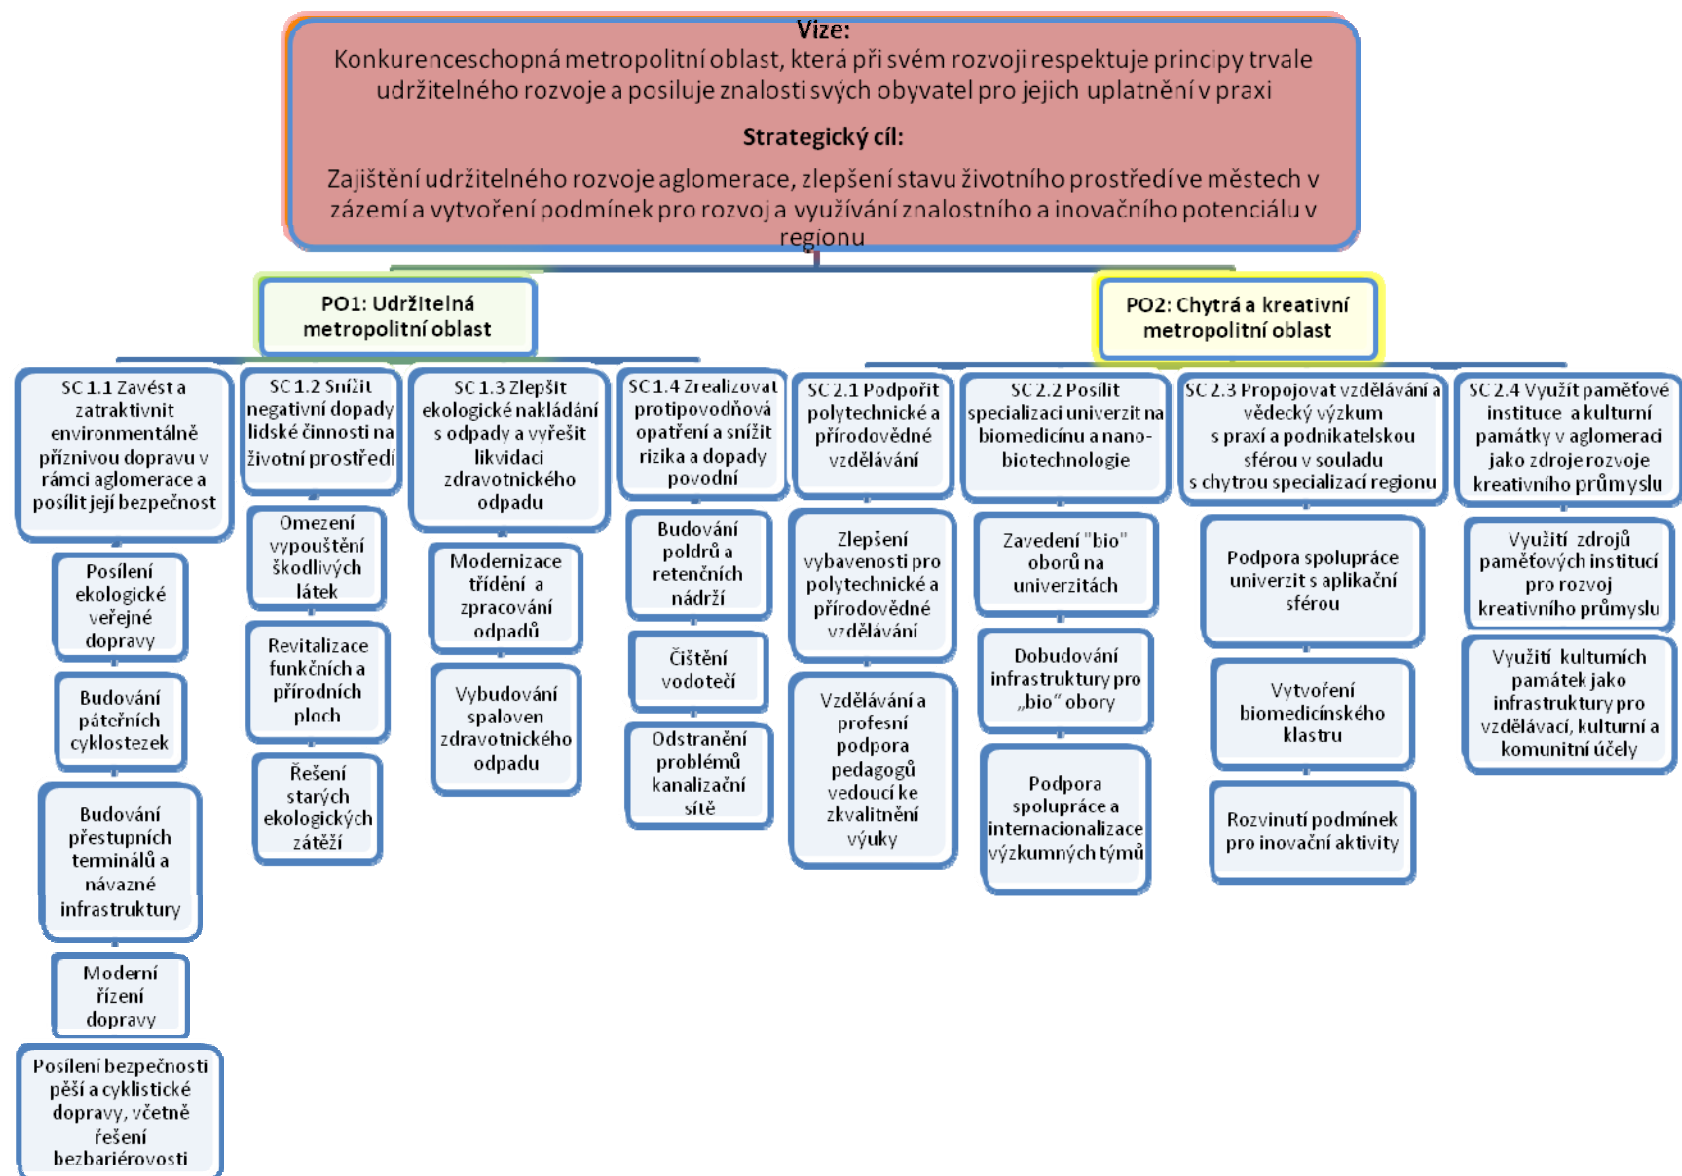 Vize:
Konkurenceschopná metropolitní oblast, která při svém rozvoji respektuje principy trvale
udržitelného rozvoje a posiluje znalosti svých obyvatel pro jejich uplatnění v praxi
Strategický cíl:
Zajištění udržitelného rozvoje aglomerace, zlepšení stavu životního prostředí ve městech v
zázemí a vytvoření podmínek pro rozvoj a využívání znalostního a inovačního potenciálu v
regionu
PO1: Udržitelná
metropolitní oblast
PO2: Chytrá a kreativní
metropolitní oblast
SC 1.1 Zavést a
zatraktivnit
environmentálně
příznivou dopravu v
rámci aglomerace a
posílit její bezpečnost
Posílení
ekologické
veřejné
dopravy
Budování
páteřních
cyklostezek
Budování
přestupních
terminálů a
návazné
infrastruktury
Moderní
řízení
dopravy
Posílení bezpečnosti
pěší a cyklistické
dopravy, včetně
řešení
bezbariérovosti
SC 1.2 Snížit
negativní dopady
lidské činnosti na
životní prostředí
Omezení
vypouštění
škodlivých
látek
Revitalizace
funkčních a
přírodních
ploch
Řešení
starých
ekologických
zátěží
SC 1.3 Zlepšit
ekologické nakládání
s odpady a vyřešit
likvidaci
zdravotnického
odpadu
Modernizace
třídění a
zpracování
odpadů
Vybudování
spaloven
zdravotnického
odpadu
SC 1.4 Zrealizovat
protipovodňová
opatření a snížit
rizika a dopady
povodní
Budování
poldrů a
retenčních
nádrží
Čištění
vodotečí
Odstranění
problémů
kanalizační
sítě
SC 2.1 Podpořit
polytechnické a
přírodovědné
vzdělávání
Zlepšení
vybavenosti pro
polytechnické a
přírodovědné
vzdělávání
Vzdělávání a
profesní
podpora
pedagogů
vedoucí ke
zkvalitnění
výuky
SC 2.2 Posílit
specializaci univerzit na
biomedicínu a nano-
biotechnologie
Zavedení "bio"
oborů na
univerzitách
Dobudování
infrastruktury pro
„bio" obory
Podpora
spolupráce a
internacionalizace
výzkumných týmů
SC 2.3 Propojovat vzdělávání a
vědecký výzkum
s praxí a podnikatelskou
sférou v souladu
s chytrou specializací regionu
Podpora spolupráce
univerzit s aplikační
sférou
Vytvoření
biomedicínského
klastru
Rozvinutí podmínek
pro inovační aktivity
SC 2.4 Využít paměťové
instituce a kulturní
památky v aglomeraci
jako zdroje rozvoje
kreativního průmyslu
Využití zdrojů
paměťových institucí
pro rozvoj
kreativního průmyslu
Využití kulturních
památek jako
infrastruktury pro
vzdělávací, kulturní a
komunitní účely